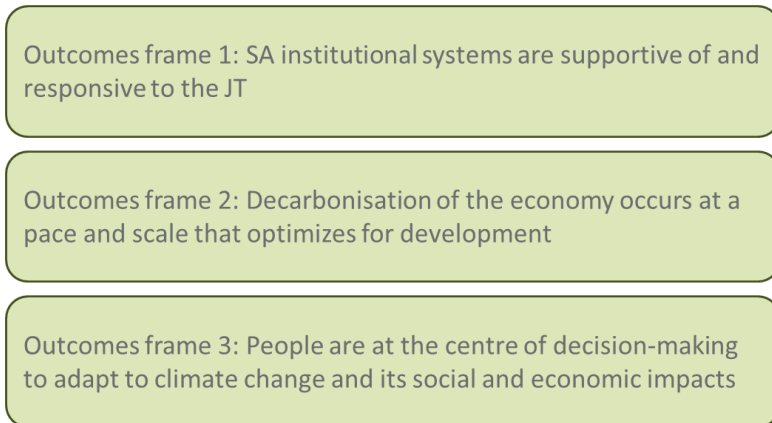 Outcomes frame 1: SA institutional systems are supportive of and
responsive to the JT
Outcomes frame 2: Decarbonisation of the economy occurs at a
pace and scale that optimizes for development
Outcomes frame 3: People are at the centre of decision-making
to adapt to climate change and its social and economic impacts